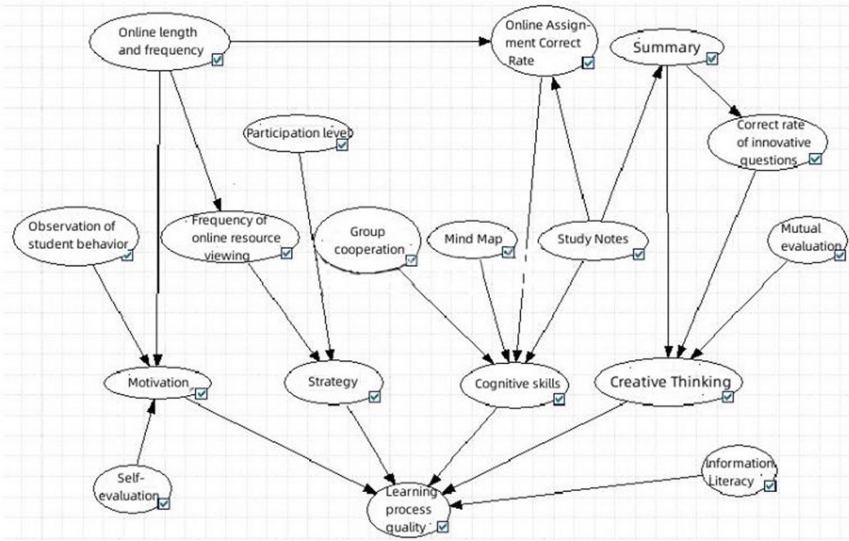 Online length
and frequency
Online Assign-
ment Correct
Rate
Summary
Participation level
Correct rate
of innovative
questions
Observation of
student behavior
Frequency of
online resource
viewing
Group
cooperation
Mind Map
Study Notes
Mutual
evaluation
Motivation
Strategy
Cognitive skills
Creative Thinking
Self-
evaluation
Learning
process
quality
Information
Literacy